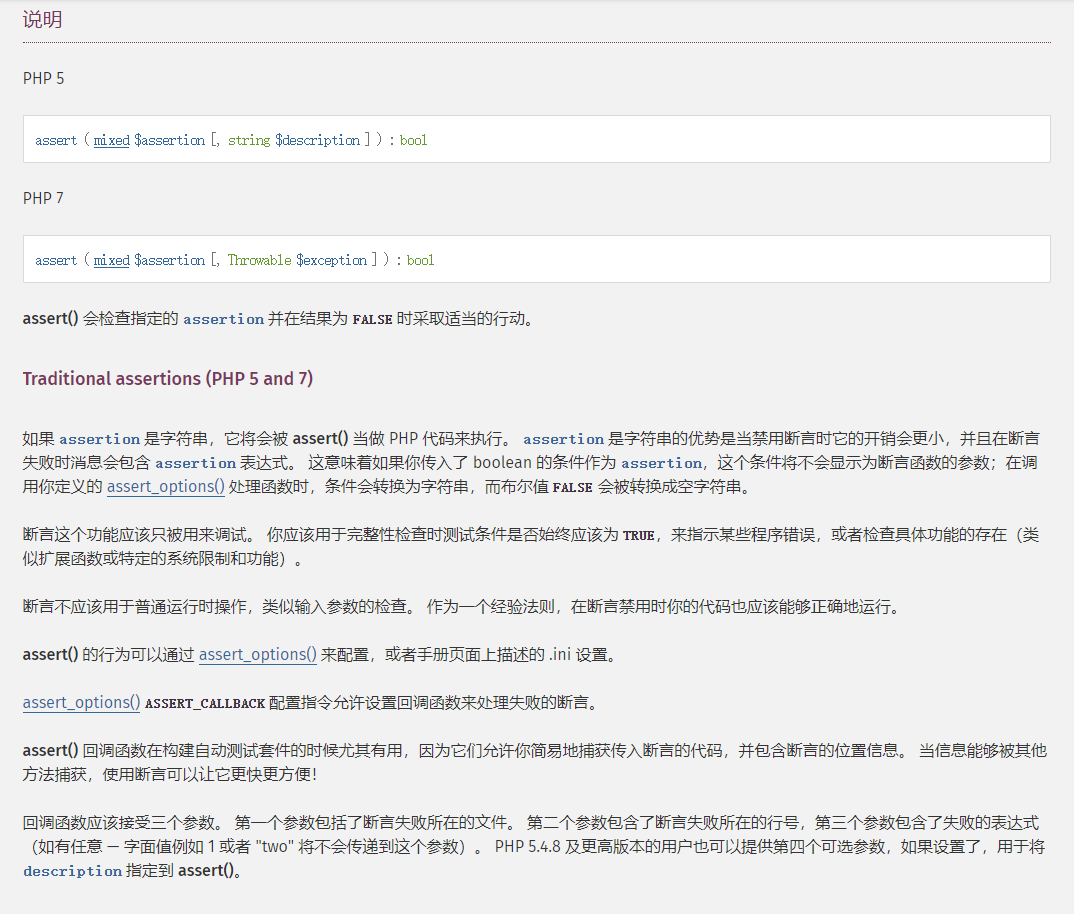 说明
PHP 5
assert ( mixed $assertion [, string $description ] ) : bool
PHP 7
assert ( mixed $assertion [, Throwable $exception ] ) : bool
assert() 会检查指定的 assertion 并在结果为 FALSE 时采取适当的行动。
Traditional assertions (PHP 5 and 7)
如果 assertion 是字符串，它将会被 assert() 当做 PHP 代码来执行。 assertion 是字符串的优势是当禁用断言时它的开销会更小，并且在断言
失败时消息会包含 assertion 表达式。 这意味着如果你传入了 boolean 的条件作为 assertion，这个条件将不会显示为断言函数的参数；在调
用你定义的 assert_options() 处理函数时，条件会转换为字符串，而布尔值 FALSE 会被转换成空字符串。
断言这个功能应该只被用来调试。 你应该用于完整性检查时测试条件是否始终应该为 TRUE，来指示某些程序错误，或者检查具体功能的存在（类
似扩展函数或特定的系统限制和功能）。
断言不应该用于普通运行时操作，类似输入参数的检查。 作为一个经验法则，在断言禁用时你的代码也应该能够正确地运行。
assert() 的行为可以通过 assert_options() 来配置，或者手册页面上描述的 .ini 设置。
assert_options() ASSERT_CALLBACK 配置指令允许设置回调函数来处理失败的断言。
assert() 回调函数在构建自动测试套件的时候尤其有用，因为它们允许你简易地捕获传入断言的代码，并包含断言的位置信息。 当信息能够被其他
方法捕获，使用断言可以让它更快更方便！
回调函数应该接受三个参数。 第一个参数包括了断言失败所在的文件。 第二个参数包含了断言失败所在的行号，第三个参数包含了失败的表达式
（如有任意 — 字面值例如 1 或者 "two" 将不会传递到这个参数）。 PHP 5.4.8 及更高版本的用户也可以提供第四个可选参数，如果设置了，用于将
description 指定到 assert()。